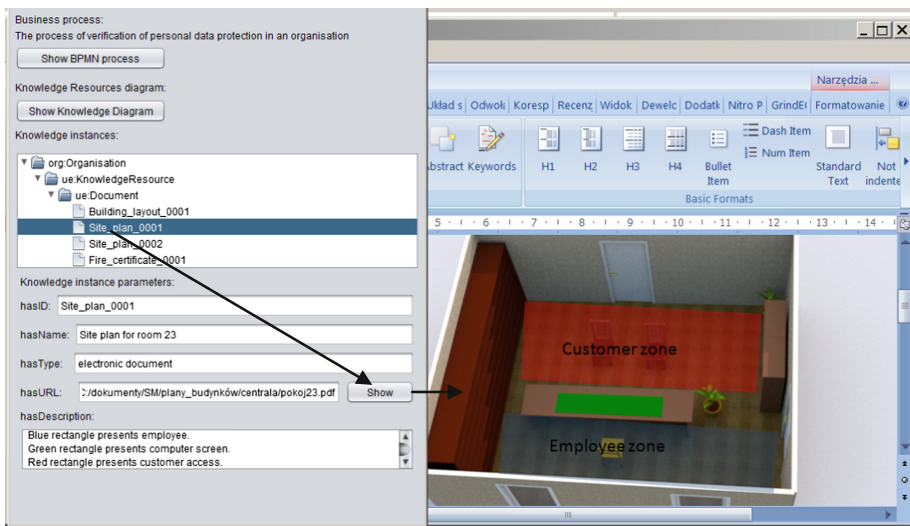 Business process:
The process of verification of personal data protection in an organisation
Show BPMN process
Knowledge Resources diagram:
Show Knowledge Diagram
Knowledge instances:
org:Organisation
ue:KnowledgeResource
ue:Document
Building_layout_0001
Site_plan_0001
Site_plan_0002
Fire_certificate_0001
Knowledge instance parameters:
hasID: Site_plan_0001
hasName: Site plan for room 23
hasType: electronic document
hasURL: :/dokumenty/SM/plany_budynków/centrala/pokoj23.pdf Show
hasDescription:
Blue rectangle presents employee.
Green rectangle presents computer screen.
Red rectangle presents customer access.
Narzędzia ...
Układ s Odwoła Koresp Recenz Widok Dewelc Dodatk Nitro P GrindE Formatowanie
Abstract Keywords H1 H2 H3 H4 Bullet Item
Dash Item
Num Item
Standard Text
Not indente
Basic Formats
5 6 7 8 9 10 11 12 13 14
Customer zone
Employee zone